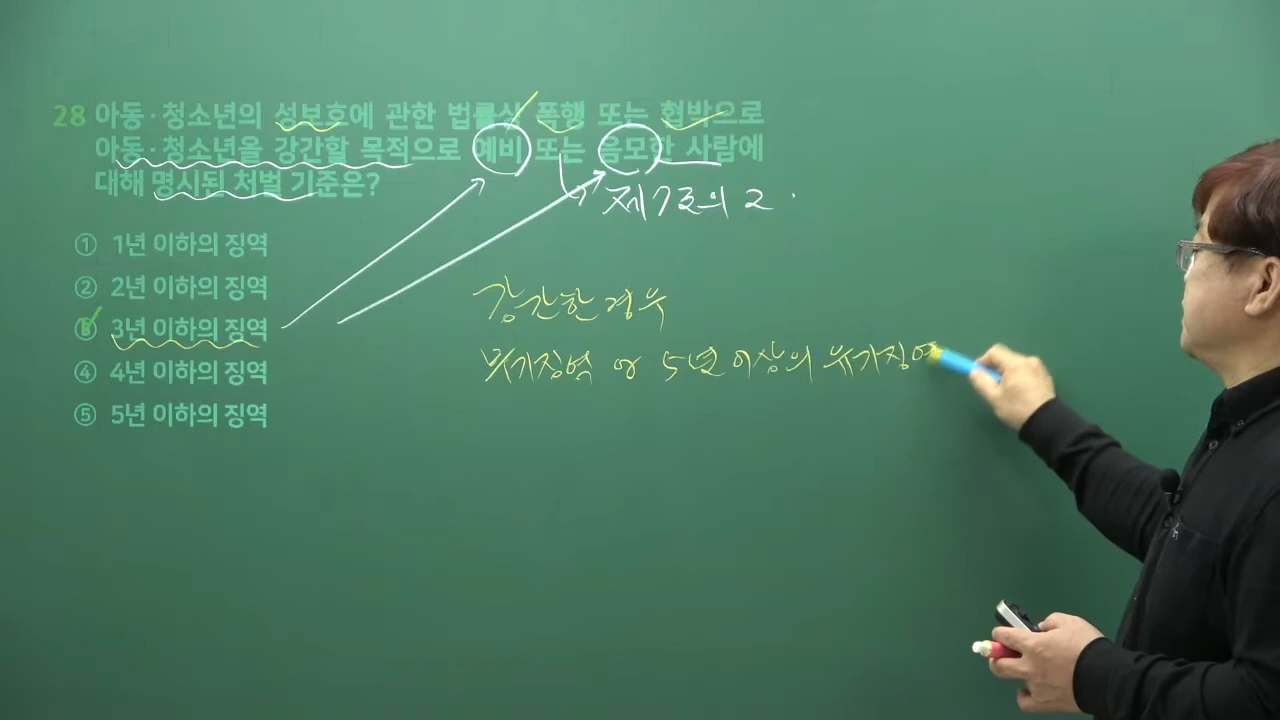 28 아동·청소년의 성보호에 관한 법률상 폭행 또는 협박으로
아동·청소년을 강간할 목적으로 예비 또는 음모한 사람에
대해 명시된 처벌 기준은?
제7조의 2.
① 1년 이하의 징역
② 2년 이하의 징역
③ 3년 이하의 징역
④ 4년 이하의 징역
⑤ 5년 이하의 징역
강간한 경우
무기징역 or 5년 이상의 유기징역